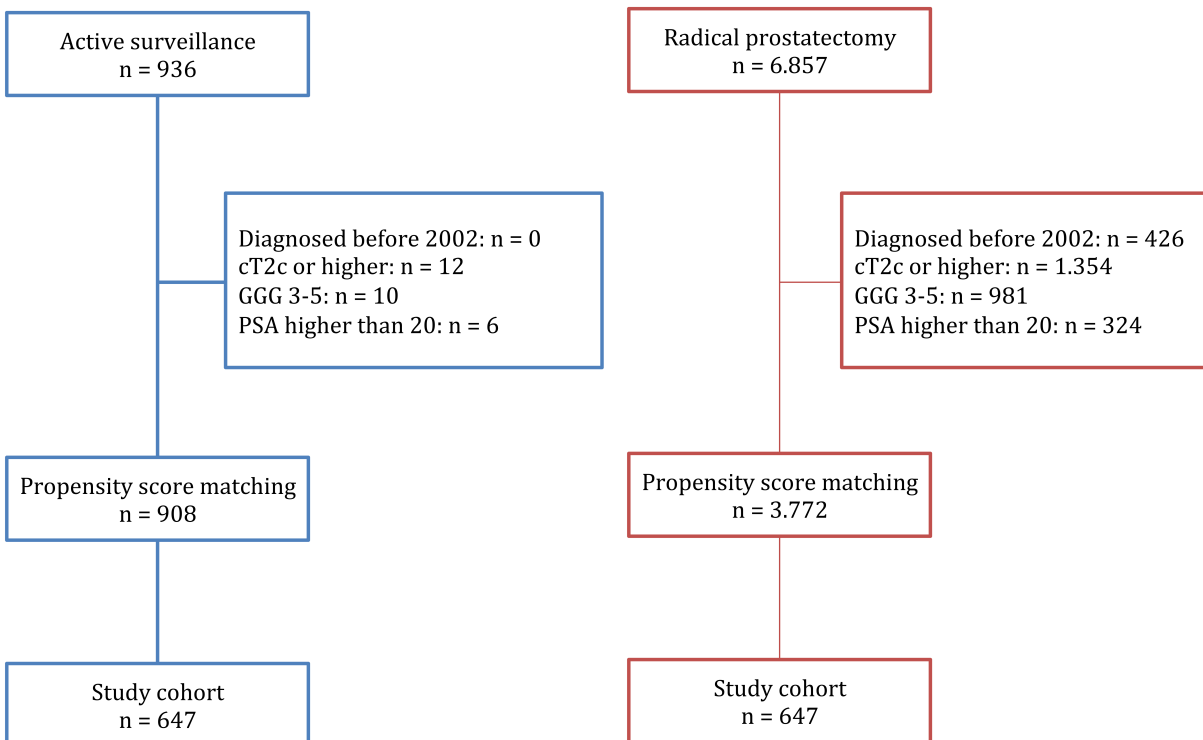 Active surveillance
n = 936
Radical prostatectomy
n = 6.857
Diagnosed before 2002: n = 0
cT2c or higher: n = 12
GGG 3-5: n = 10
PSA higher than 20: n = 6
Diagnosed before 2002: n = 426
cT2c or higher: n = 1.354
GGG 3-5: n = 981
PSA higher than 20: n = 324
Propensity score matching
n = 908
Propensity score matching
n = 3.772
Study cohort
n = 647
Study cohort
n = 647